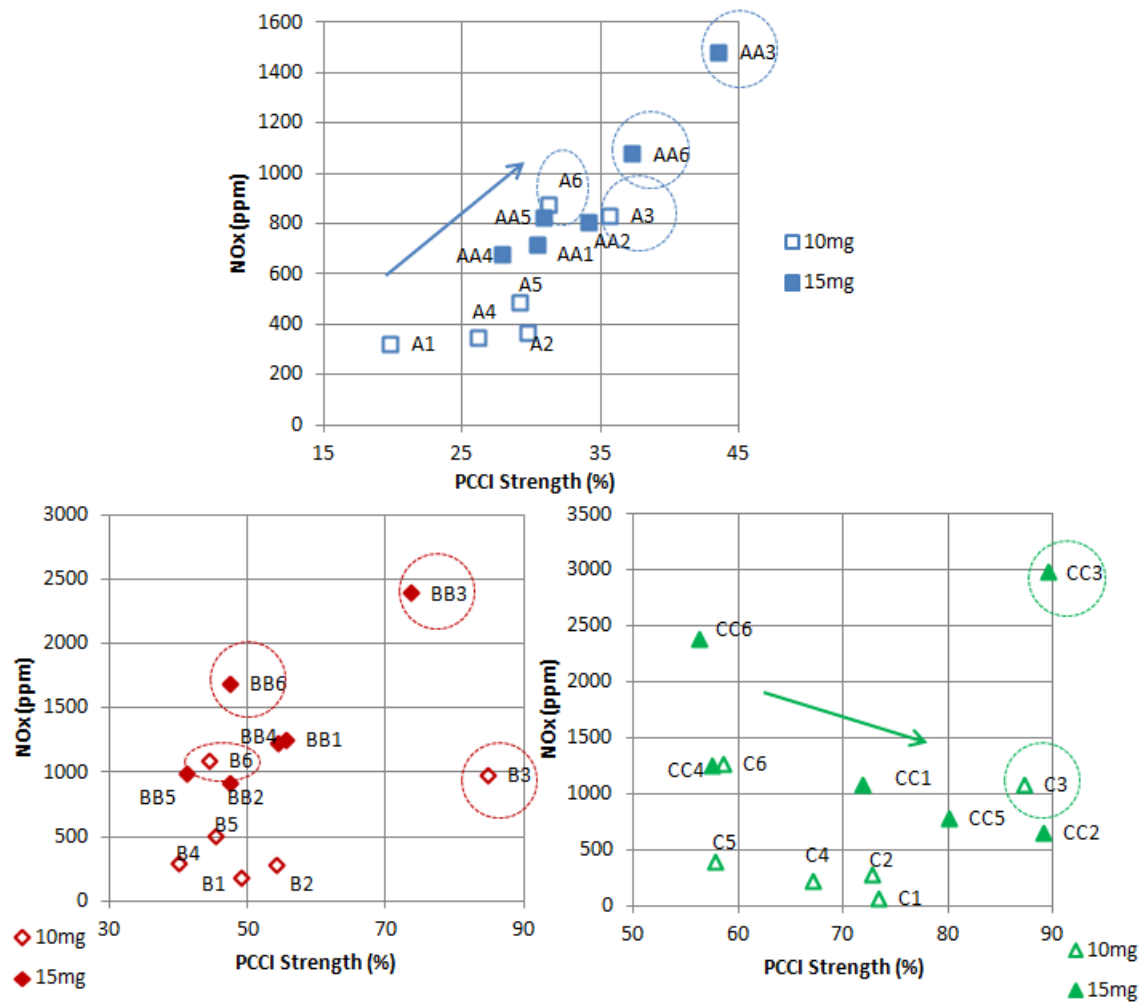 1600
1400
1200
1000
800
600
400
200
0
NOx(ppm)
AA3
AA6
A6
A3
AA5
AA2
AA4
AA1
A5
A4
A1
A2
15
25
35
45
PCCI Strength (%)
10mg
15mg
3000
2500
2000
1500
1000
500
0
NOx(ppm)
BB3
BB6
BB4
BB1
B6
B3
BB5
BB2
B5
B4
B1
B2
30
50
70
90
PCCI Strength (%)
10mg
15mg
3500
3000
2500
2000
1500
1000
500
0
NOx(ppm)
CC3
CC6
CC4
C6
CC1
C3
CC5
CC2
C5
C4
C2
C1
50
60
70
80
90
PCCI Strength (%)
10mg
15mg